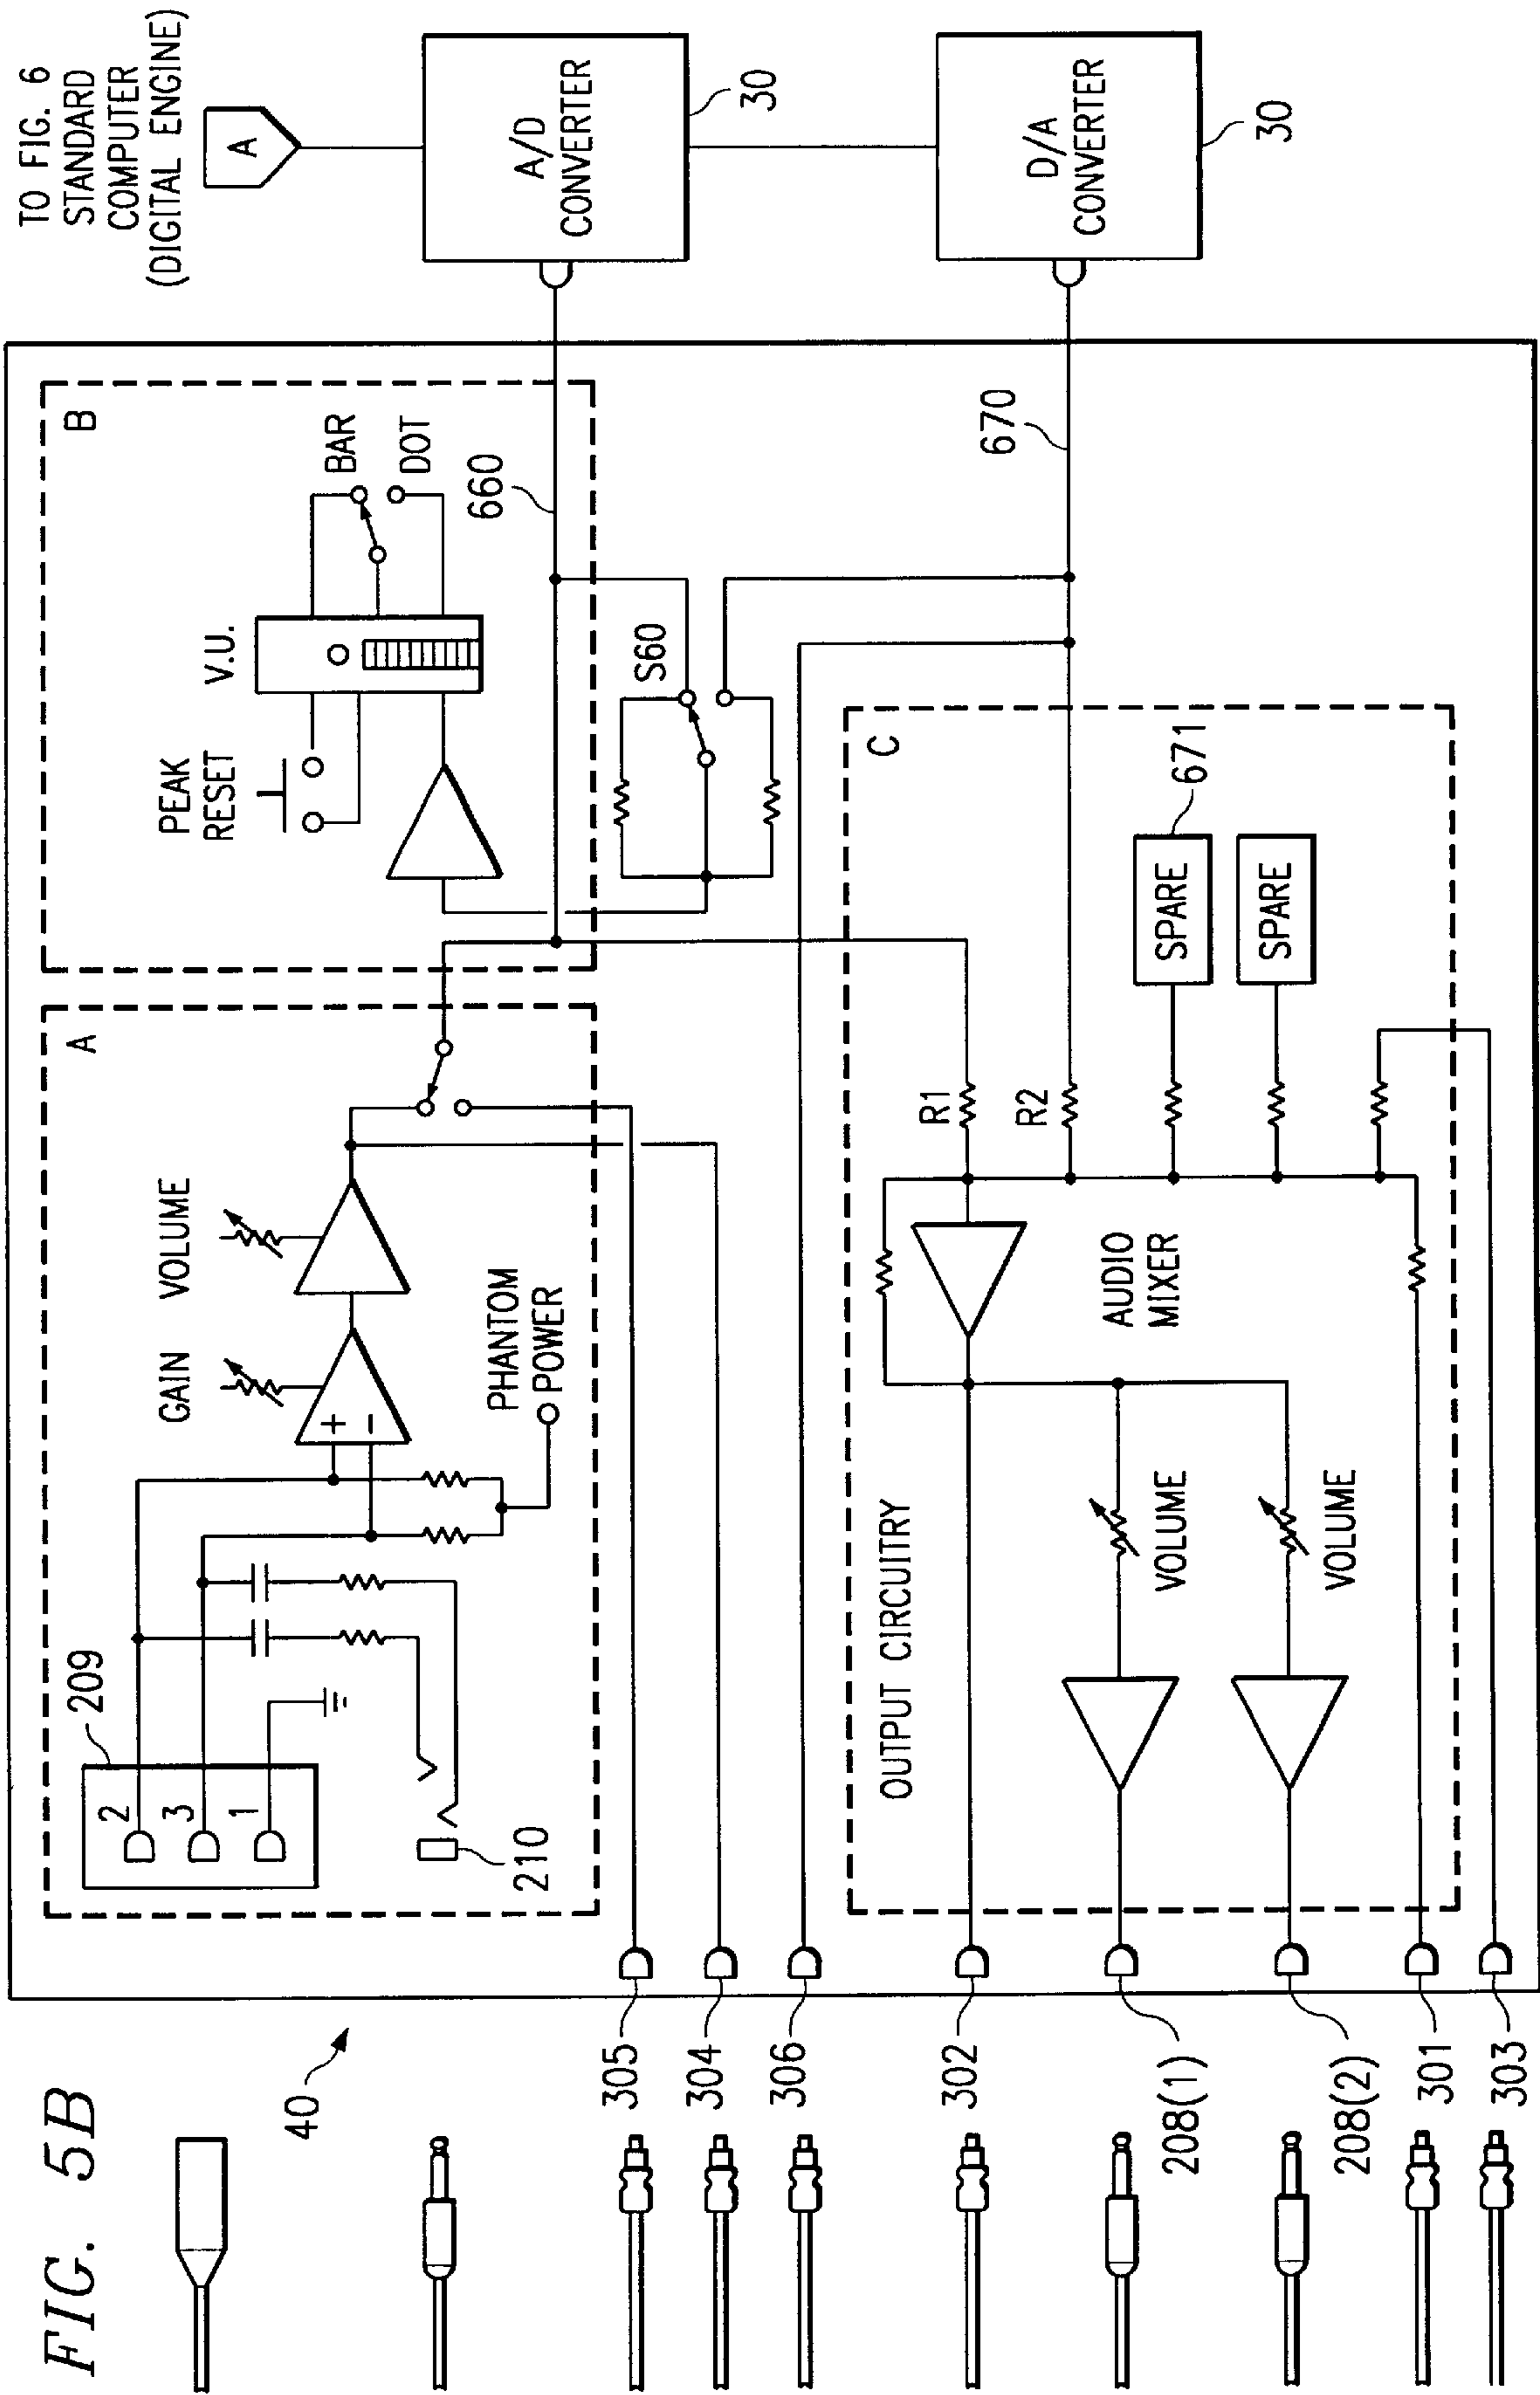 FIG. 5B
40
A
209
2
3
1
210
GAIN
VOLUME
+
-
PHANTOM
POWER
B
PEAK
RESET
V.U.
BAR
DOT
660
S60
TO FIG. 6
STANDARD
COMPUTER
(DIGITAL ENGINE)
A
A/D
CONVERTER
30
D/A
CONVERTER
30
670
305
304
306
302
208(1)
208(2)
301
303
C
OUTPUT CIRCUITRY
VOLUME
VOLUME
AUDIO
MIXER
R1
R2
SPARE
671
SPARE